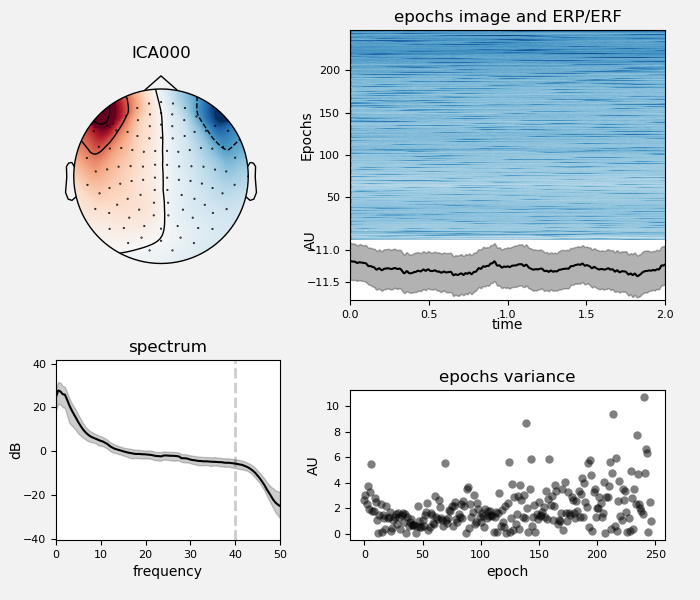 ICA000
epochs image and ERP/ERF
Epochs
200
150
100
50
AU
-11.0
−11.5
0.0 0.5 1.0 1.5 2.0
time
spectrum
dB
40
20
0
−20
−40
0 10 20 30 40 50
frequency
epochs variance
AU
10
8
6
4
2
0
0 50 100 150 200 250
epoch